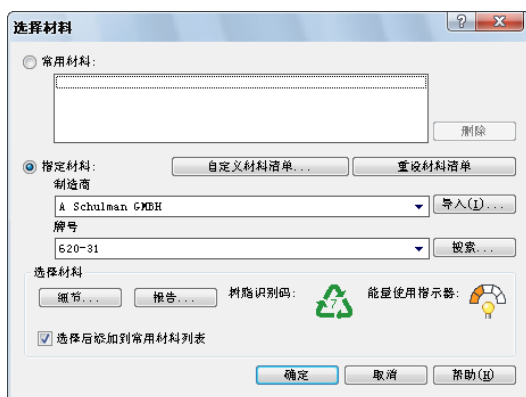 选择材料
常用材料:
删除
指定材料:
自定义材料清单...
重设材料清单
制造商
A Schulman GMBH
导入(I)...
牌号
620-31
搜索...
选择材料
细节...
报告...
树脂识别码:
7
能量使用指示器:
选择后添加到常用材料列表
确定
取消
帮助(H)